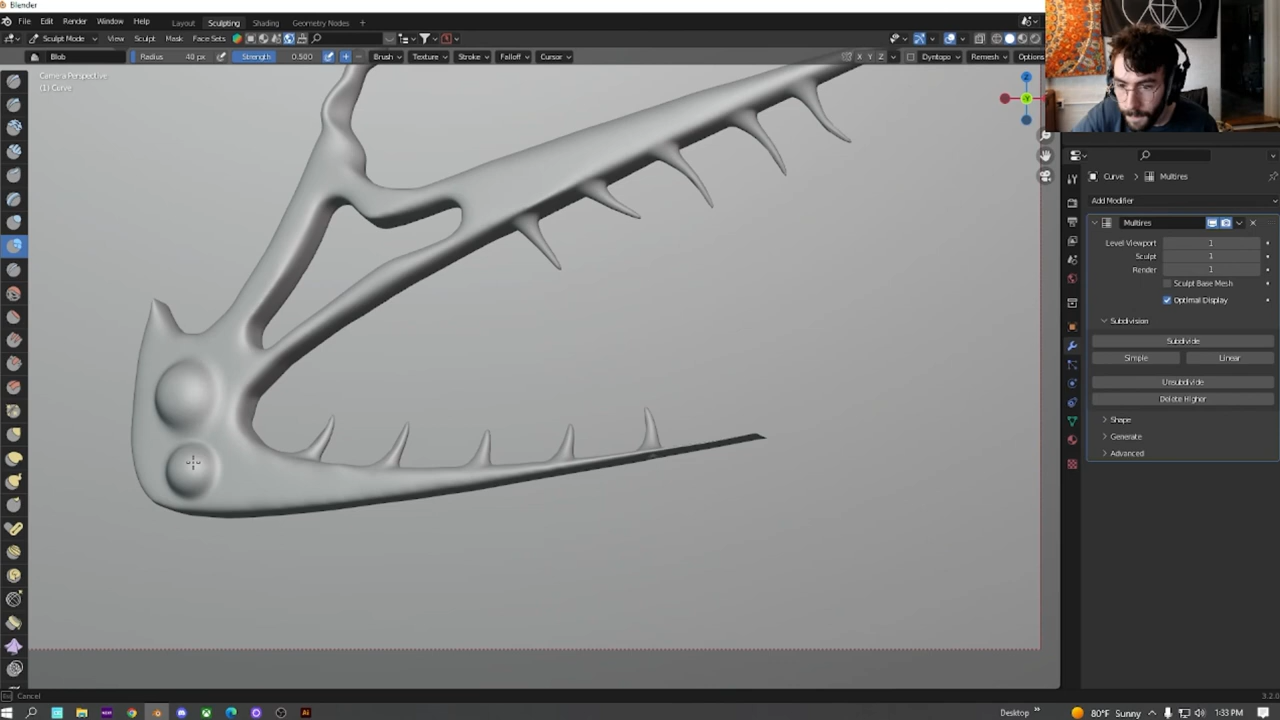 Blender
File Edit Render Window Help Layout Sculpting Shading Geometry Nodes +
Sculpt Mode View Sculpt Mask Face Sets
Blob Radius 40 px Strength 0.500 Brush Texture Stroke Falloff Cursor X Y Z Dyntopo Remesh Options
Camera Perspective
(1) Curve
Z
Y
Curve Multires
Add Modifier
Multires
Level Viewport 1
Sculpt 1
Render 1
Sculpt Base Mesh
Optimal Display
Subdivision
Subdivide
Simple Linear
Unsubdivide
Delete Higher
Shape
Generate
Advanced
Cancel 3.2.0
Desktop 80°F Sunny 1:33 PM